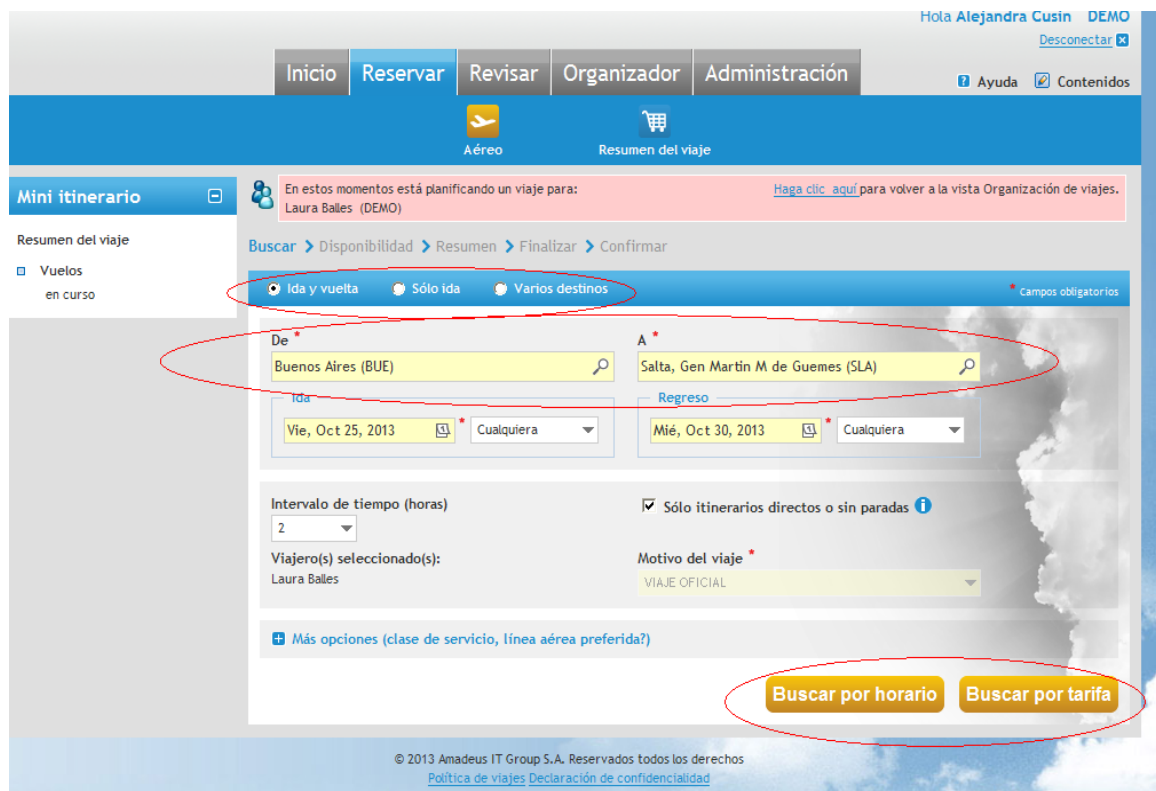 Hola Alejandra Cusin DEMO
Desconectar
Inicio Reservar Revisar Organizador Administración
Ayuda Contenidos
Aéreo Resumen del viaje
Mini itinerario
Resumen del viaje
Vuelos
en curso
En estos momentos está planificando un viaje para:
Laura Balles (DEMO)
Haga clic aquí para volver a la vista Organización de viajes.
Buscar > Disponibilidad > Resumen > Finalizar > Confirmar
Ida y vuelta Sólo ida Varios destinos * Campos obligatorios
De * A *
Buenos Aires (BUE) Salta, Gen Martin M de Guemes (SLA)
Ida Regreso
Vie, Oct 25, 2013 * Cualquiera Mié, Oct 30, 2013 * Cualquiera
Intervalo de tiempo (horas)
2
Sólo itinerarios directos o sin paradas
Viajero(s) seleccionado(s):
Laura Balles
Motivo del viaje *
VIAJE OFICIAL
Más opciones (clase de servicio, línea aérea preferida?)
Buscar por horario Buscar por tarifa
© 2013 Amadeus IT Group S.A. Reservados todos los derechos
Política de viajes Declaración de confidencialidad